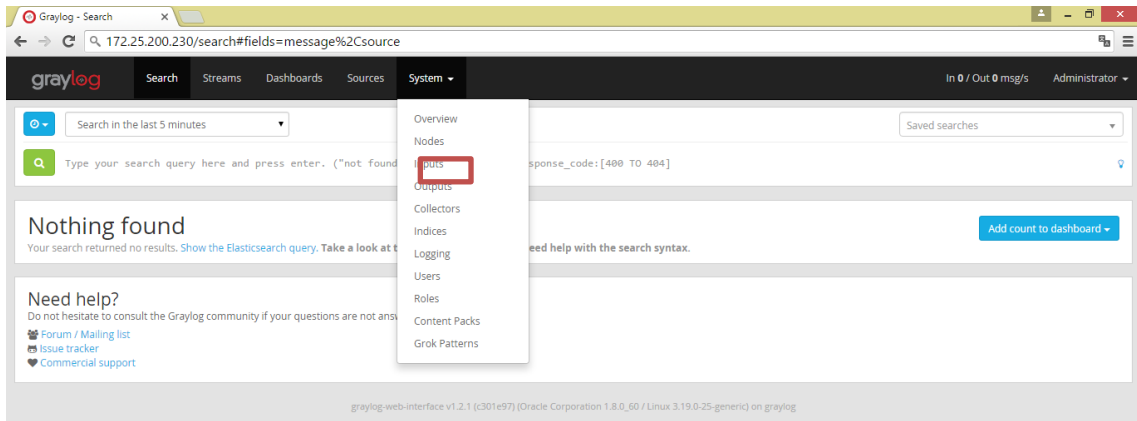 Graylog - Search
172.25.200.230/search#fields=message%2Csource
graylog Search Streams Dashboards Sources System In 0 / Out 0 msg/s Administrator
Search in the last 5 minutes
Saved searches
Type your search query here and press enter. ("not found sponse_code:[400 TO 404]
Overview
Nodes
Inputs
Outputs
Collectors
Indices
Logging
Users
Roles
Content Packs
Grok Patterns
Nothing found
Add count to dashboard
Your search returned no results. Show the Elasticsearch query. Take a look at eed help with the search syntax.
Need help?
Do not hesitate to consult the Graylog community if your questions are not
Forum / Mailing list
Issue tracker
Commercial support
graylog-web-interface v1.2.1 (c301e97) (Oracle Corporation 1.8.0_60 / Linux 3.19.0-25-generic) on graylog